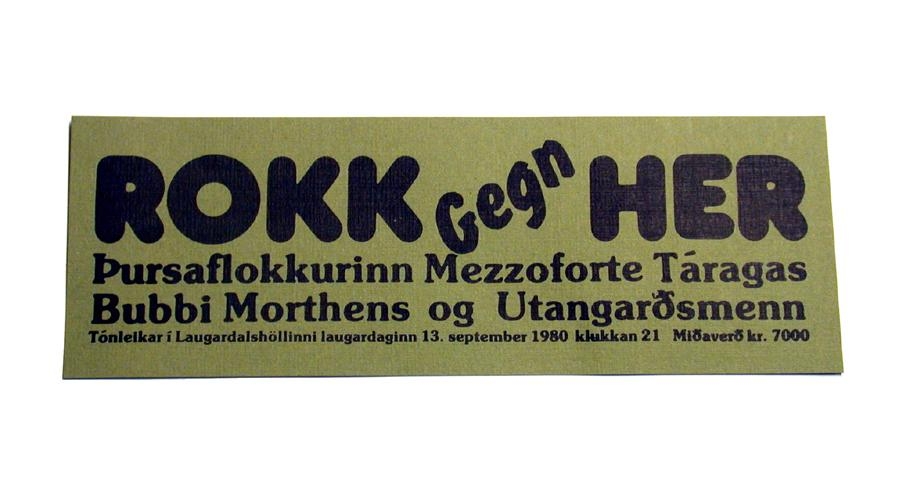 ROKK Gegn HER
Þursaflokkurinn Mezzoforte Táragas
Bubbi Morthens og Utangarðsmenn
Tónleikar í Laugardalshöllinni laugardaginn 13. september 1980 klukkan 21 Miðaverð kr. 7000